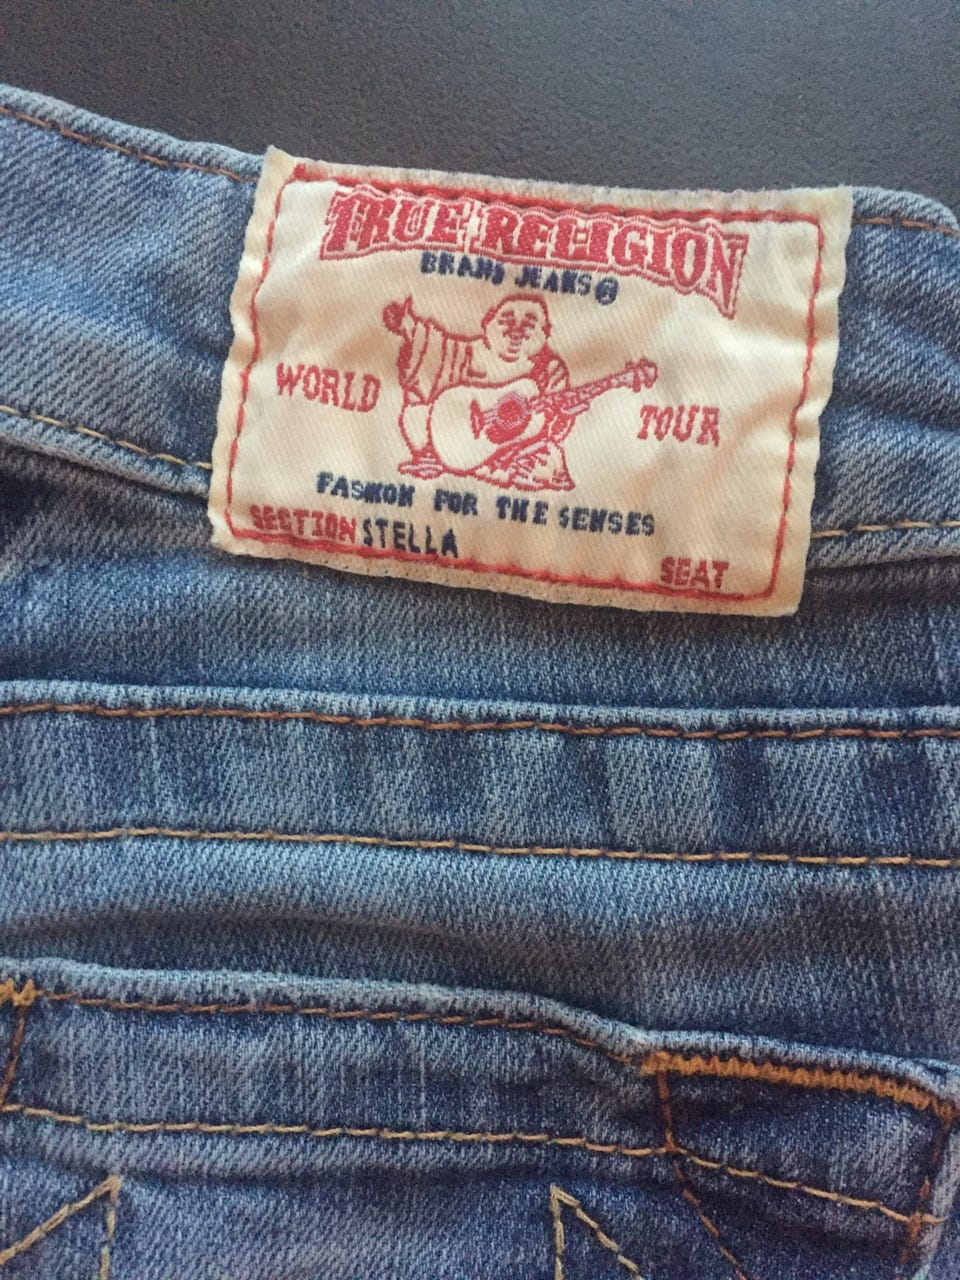 TRUE RELIGION
BRAND JEANS®
WORLD TOUR
FASHION FOR THE SENSES
SECTION STELLA
SEAT